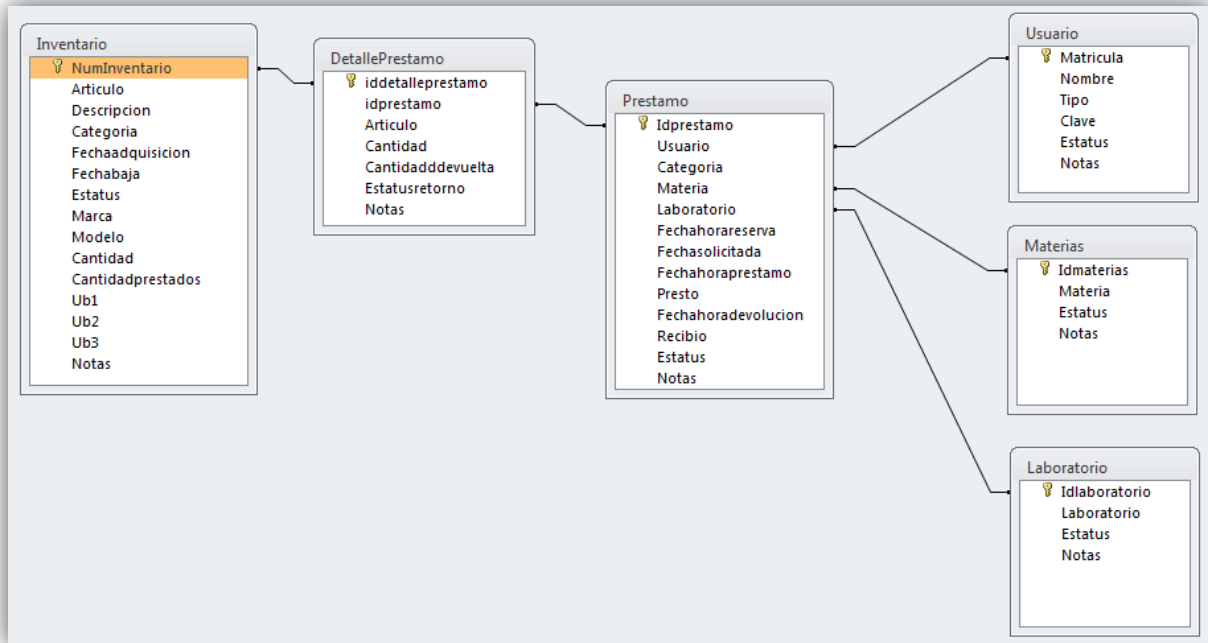 Inventario
NumInventario
Articulo
Descripcion
Categoria
Fechaadquisicion
Fechabaja
Estatus
Marca
Modelo
Cantidad
Cantidadprestados
Ub1
Ub2
Ub3
Notas
DetallePrestamo
iddetalleprestamo
idprestamo
Articulo
Cantidad
Cantidadddevuelta
Estatusretorno
Notas
Prestamo
Idprestamo
Usuario
Categoria
Materia
Laboratorio
Fechahorareserva
Fechasolicitada
Fechahoraprestamo
Presto
Fechahoradevolucion
Recibio
Estatus
Notas
Usuario
Matricula
Nombre
Tipo
Clave
Estatus
Notas
Materias
Idmaterias
Materia
Estatus
Notas
Laboratorio
Idlaboratorio
Laboratorio
Estatus
Notas